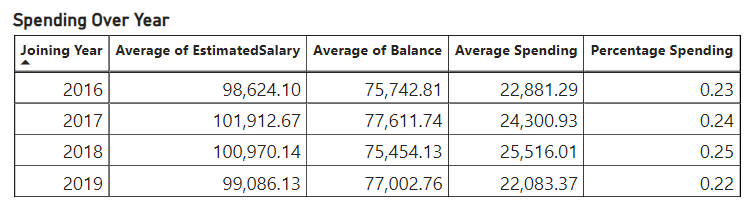 Spending Over Year
Joining Year Average of EstimatedSalary Average of Balance Average Spending Percentage Spending
2016 98,624.10 75,742.81 22,881.29 0.23
2017 101,912.67 77,611.74 24,300.93 0.24
2018 100,970.14 75,454.13 25,516.01 0.25
2019 99,086.13 77,002.76 22,083.37 0.22